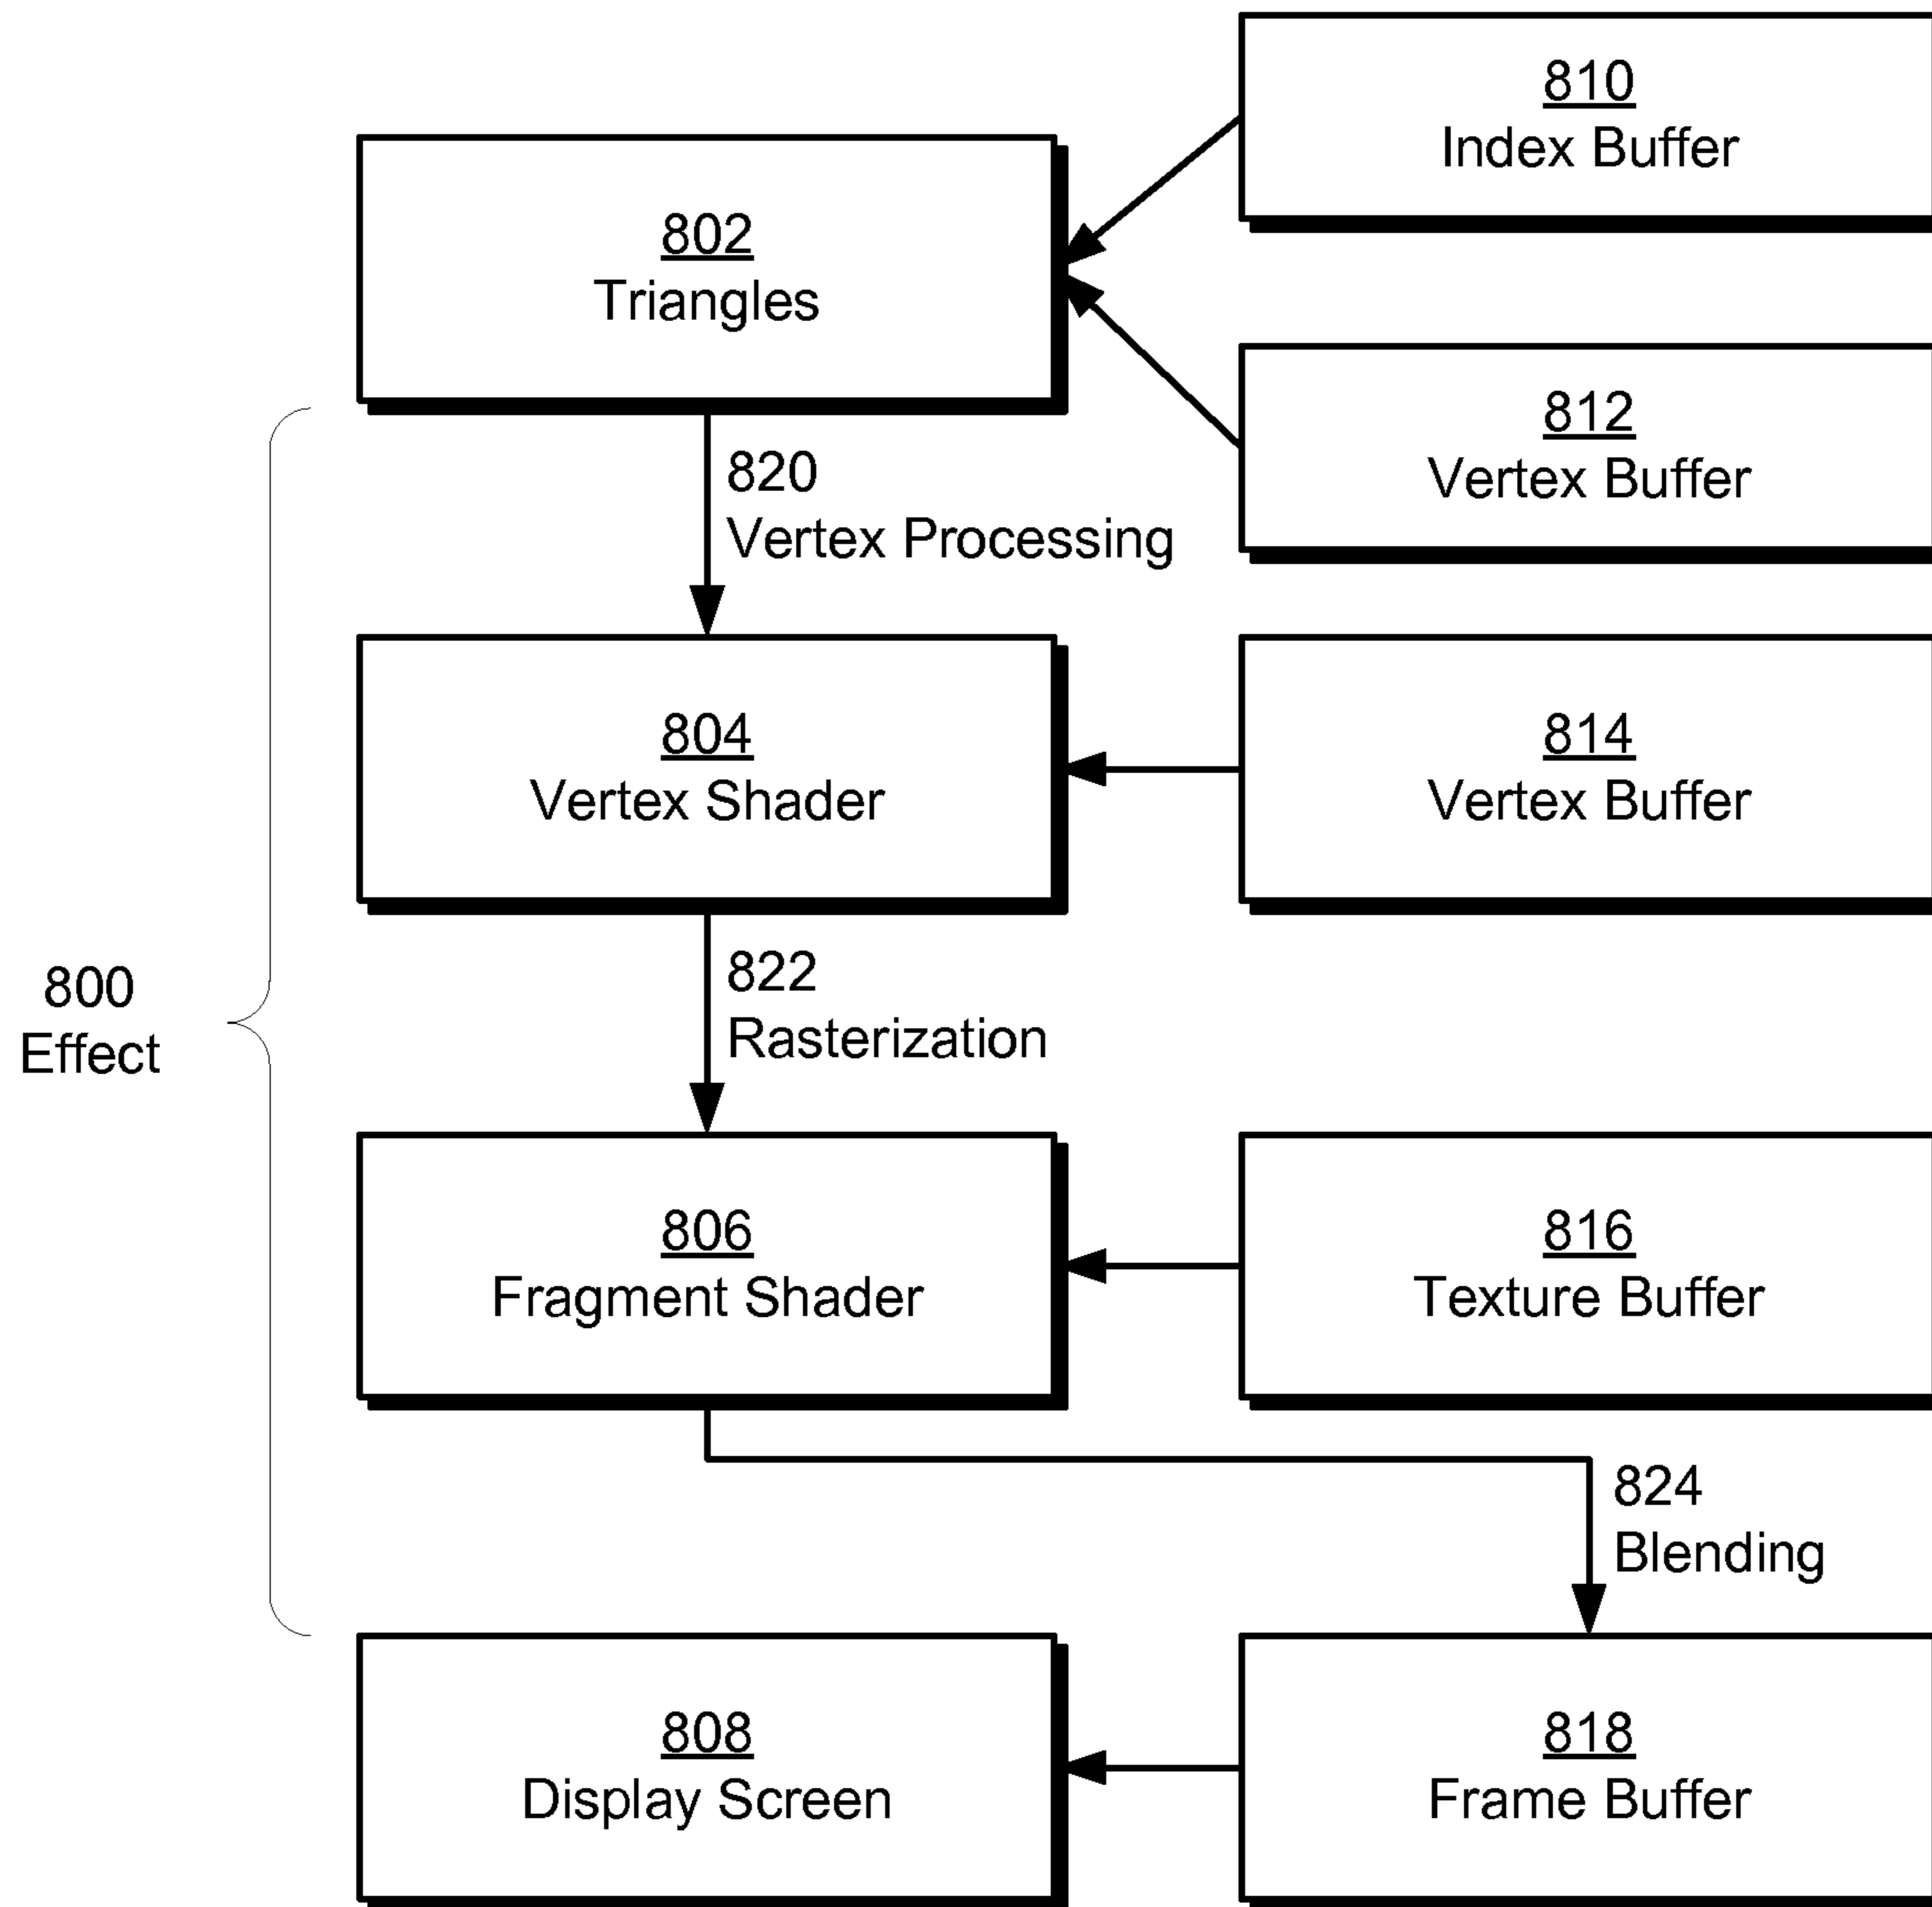 810
Index Buffer
802
Triangles
812
Vertex Buffer
820
Vertex Processing
804
Vertex Shader
814
Vertex Buffer
800
Effect
822
Rasterization
806
Fragment Shader
816
Texture Buffer
824
Blending
808
Display Screen
818
Frame Buffer